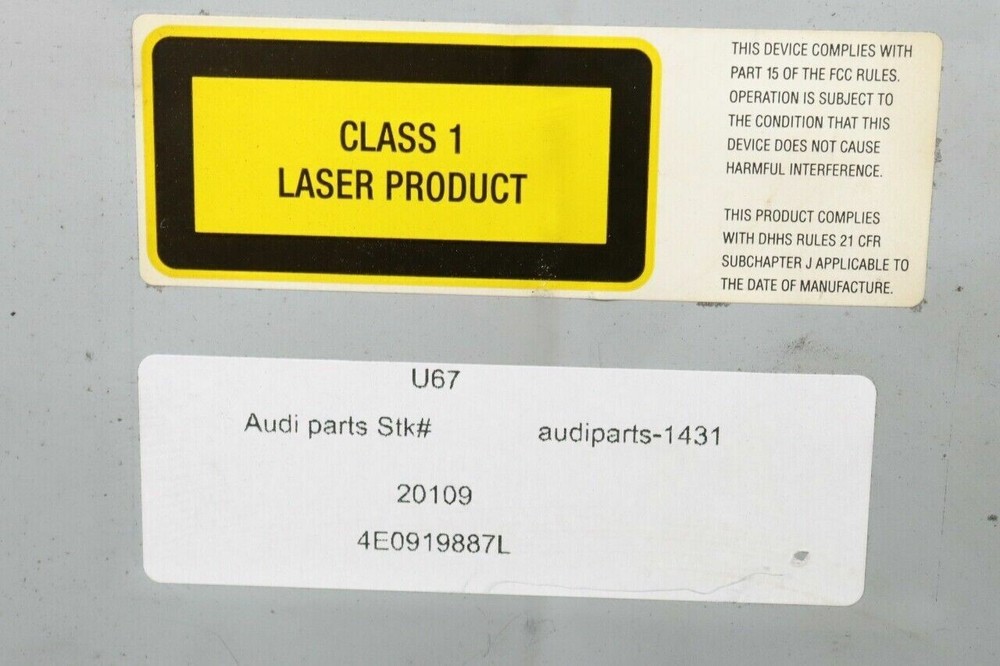 CLASS 1
LASER PRODUCT
THIS DEVICE COMPLIES WITH
PART 15 OF THE FCC RULES.
OPERATION IS SUBJECT TO
THE CONDITION THAT THIS
DEVICE DOES NOT CAUSE
HARMFUL INTERFERENCE.
THIS PRODUCT COMPLIES
WITH DHHS RULES 21 CFR
SUBCHAPTER J APPLICABLE TO
THE DATE OF MANUFACTURE.
U67
Audi parts Stk# audiparts-1431
20109
4E0919887L